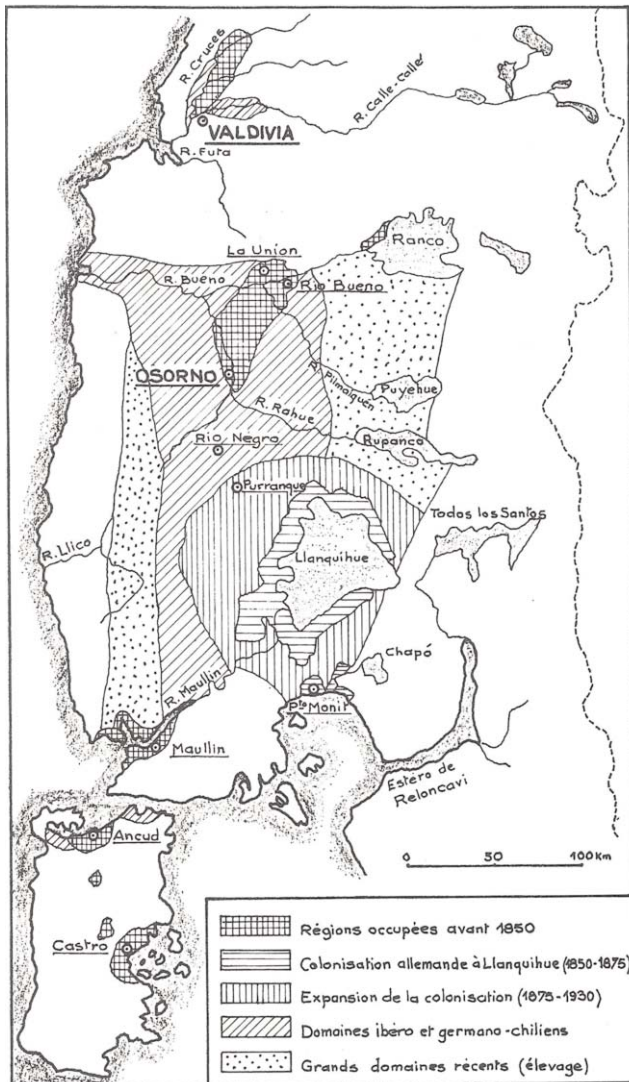 R. Cruces
R. Calle-Calle
VALDIVIA
R. Futa
La Union
Ranco
R. Bueno
Rio Bueno
OSORNO
R. Pilmaiquén
Puyehue
R. Rahue
Rio Negro
Rupanco
Purranque
Todos los Santos
R. Llico
Llanquihue
Chapó
R. Maullin
Pto Monit
Maullin
Estéro de
Reloncavi
Ancud
0 50 100 Km
Castro
Régions occupées avant 1850
Colonisation allemande à Llanquihue (1850-1875)
Expansion de la colonisation (1875-1930)
Domaines ibéro et germano-chiliens
Grands domaines récents (élevage)